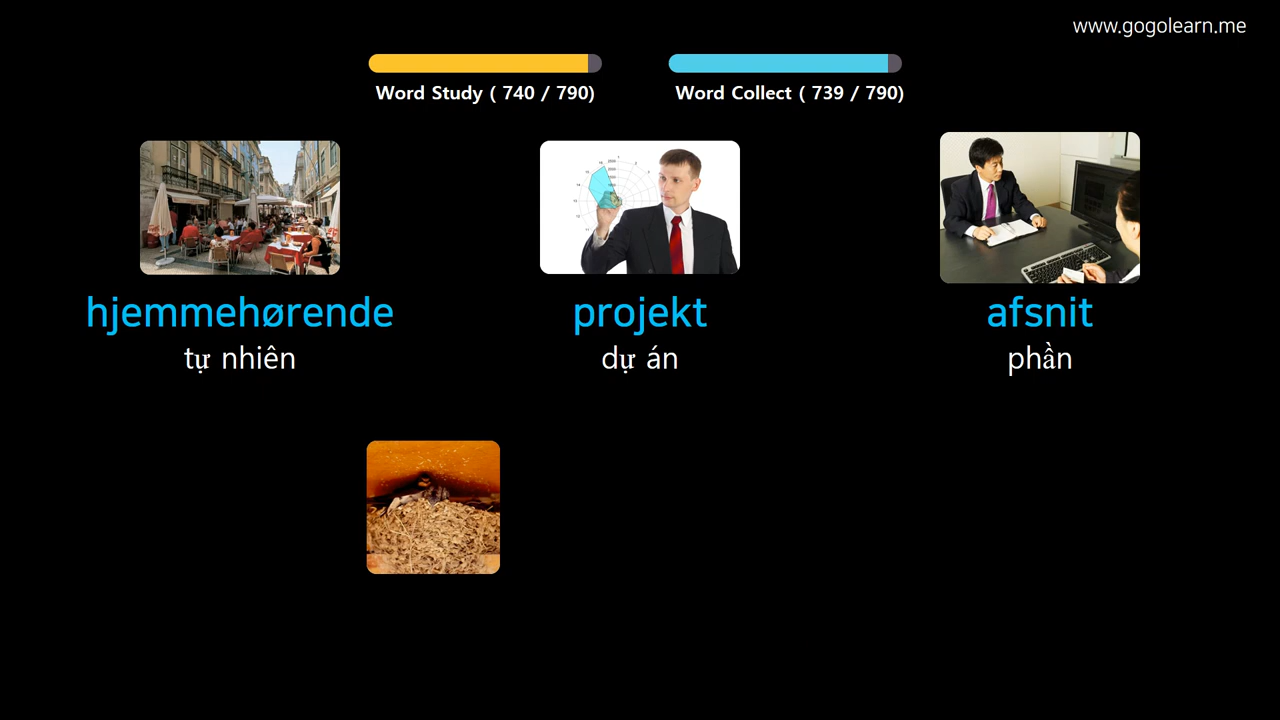 www.gogolearn.me
Word Study ( 740 / 790)
Word Collect ( 739 / 790)
hjemmehørende
projekt
afsnit
tự nhiên
dự án
phần